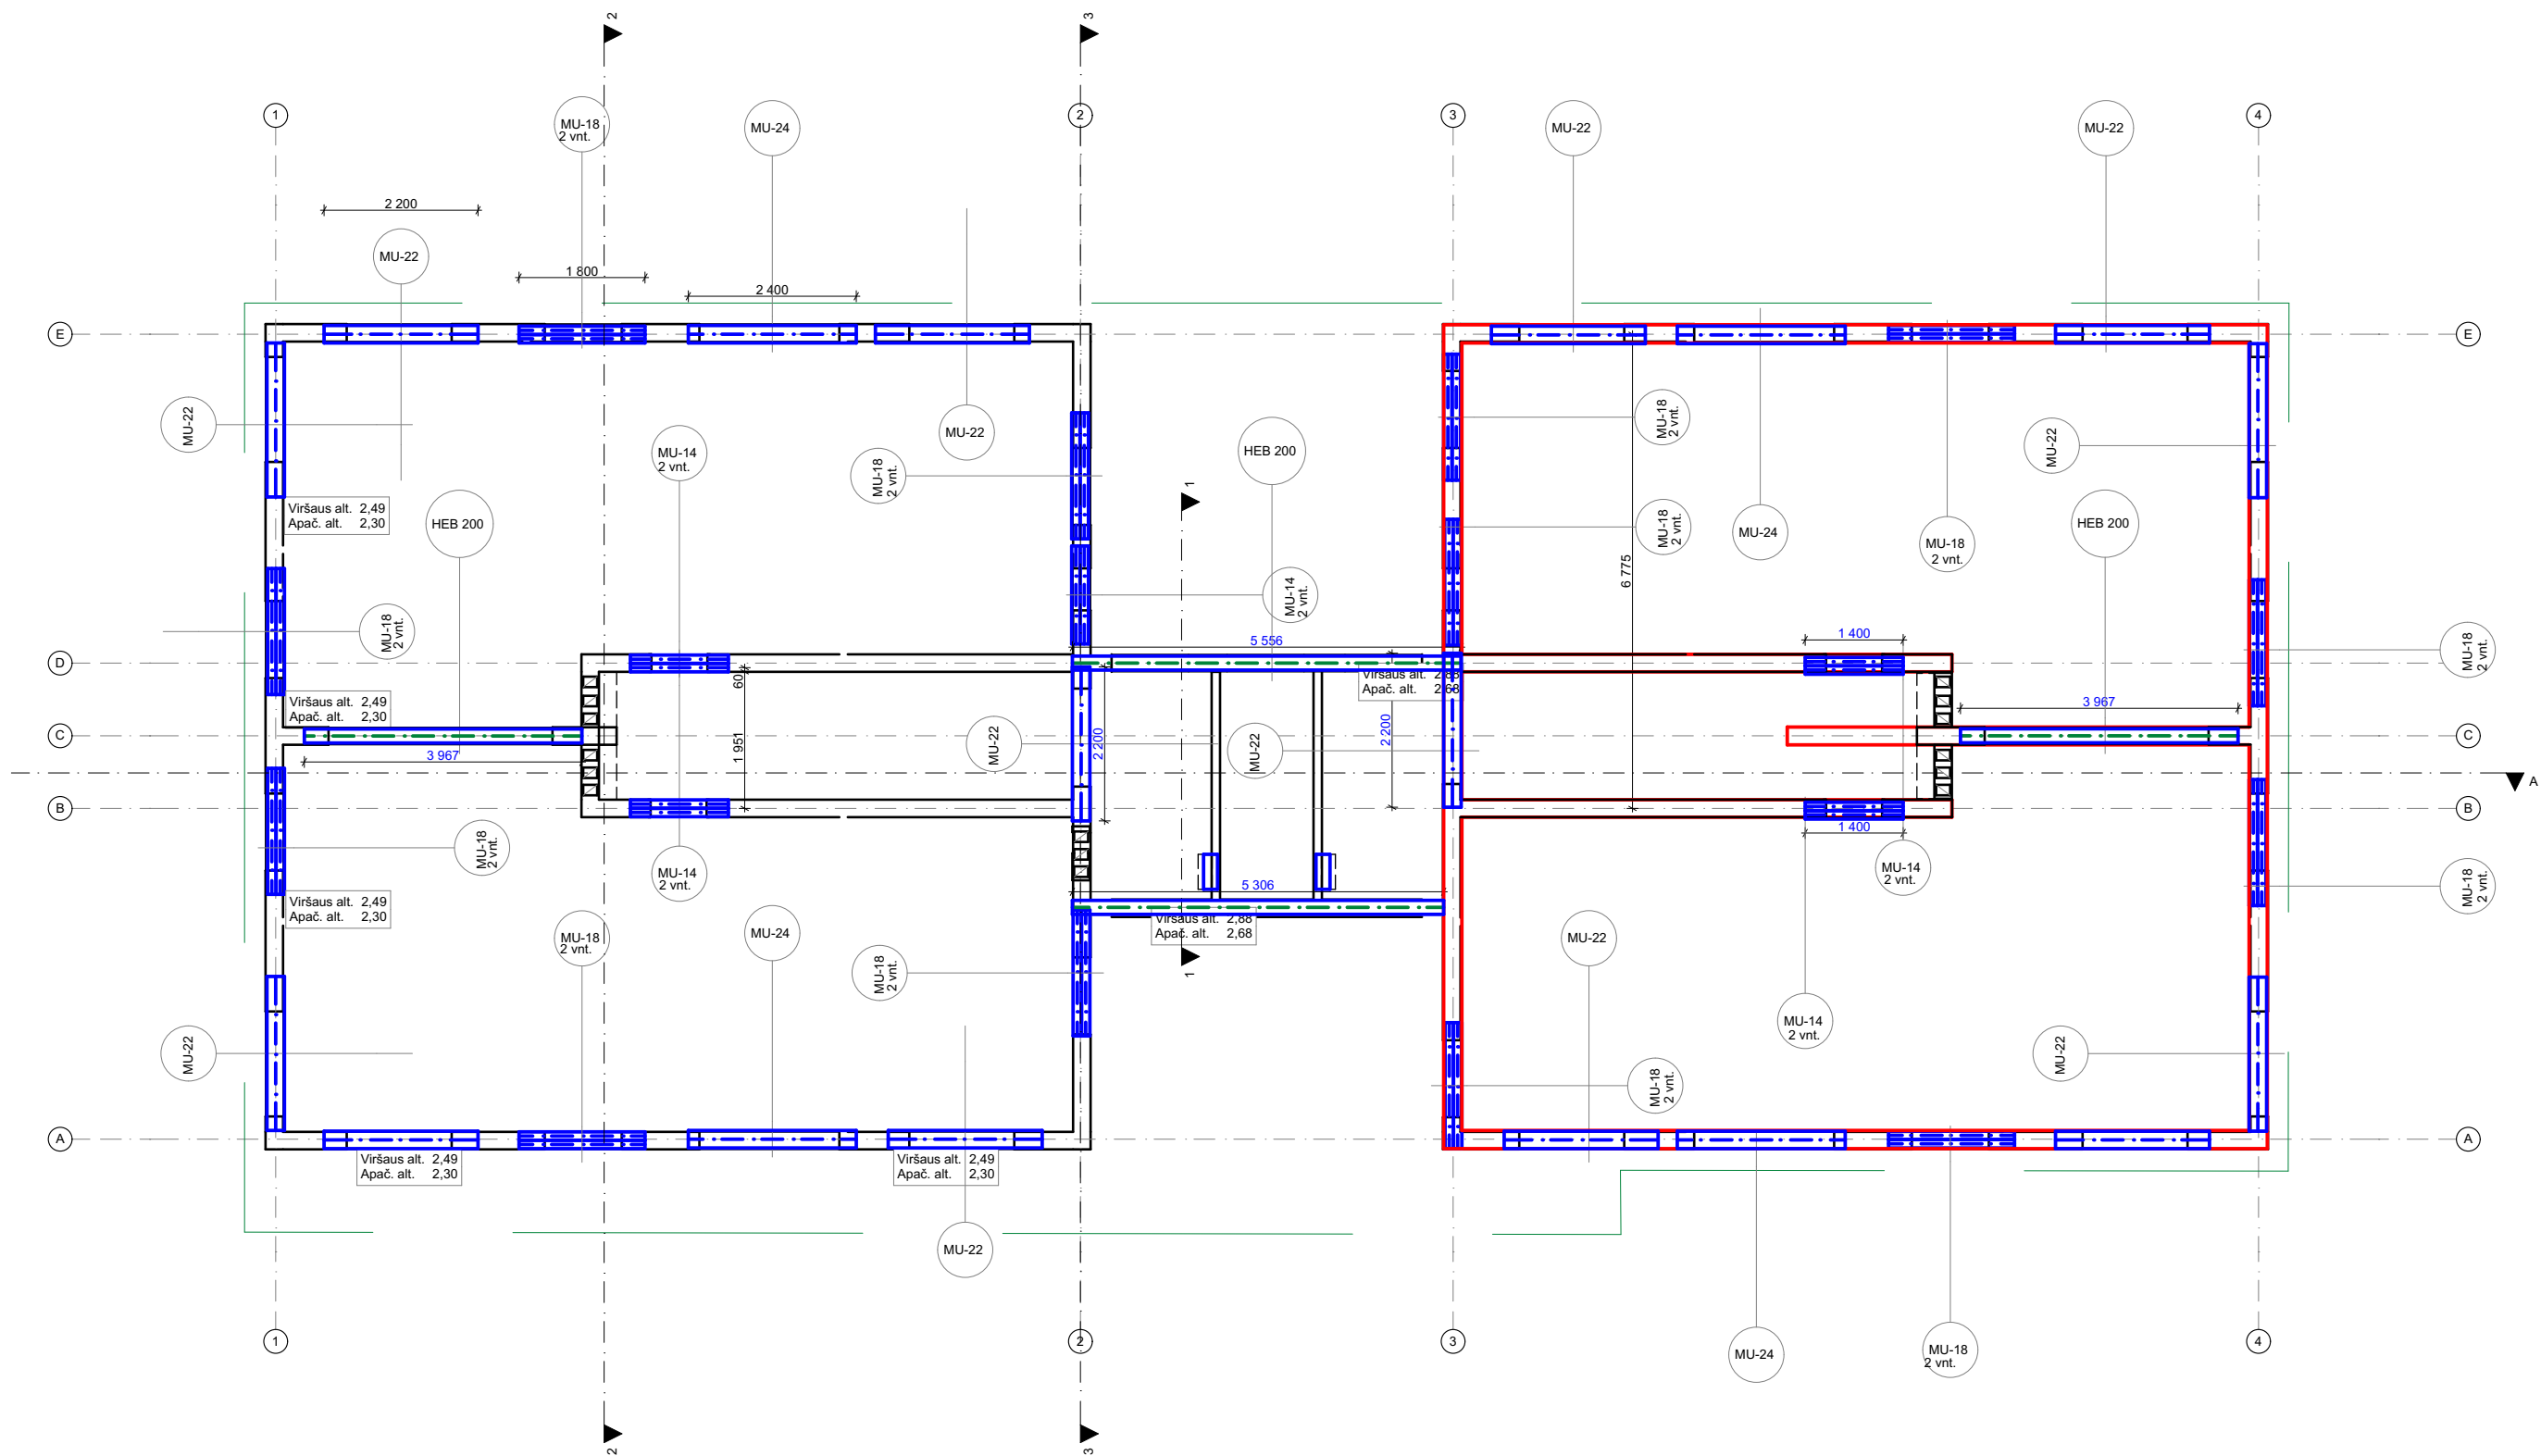 2
3
1
2
3
4
MU-18
2 vnt.
MU-24
MU-22
MU-22
2 200
MU-22
1 800
2 400
E
E
MU-22
MU-14
2 vnt.
MU-18
2 vnt.
MU-22
HEB 200
MU-18
2 vnt.
MU-22
Viršaus alt. 2,49
Apač. alt. 2,30
HEB 200
1
MU-18
2 vnt.
MU-24
MU-18
2 vnt.
HEB 200
6 775
MU-14
2 vnt.
MU-18
2 vnt.
5 556
1 400
MU-18
2 vnt.
D
D
60
Viršaus alt. 2,88
Apač. alt. 2,68
Viršaus alt. 2,49
Apač. alt. 2,30
3 967
C
C
1 951
MU-22
2 200
MU-22
2 200
3 967
A
B
B
1 400
MU-18
2 vnt.
MU-14
2 vnt.
MU-14
2 vnt.
MU-18
2 vnt.
5 306
Viršaus alt. 2,49
Apač. alt. 2,30
Viršaus alt. 2,88
Apač. alt. 2,68
MU-18
2 vnt.
MU-24
MU-18
2 vnt.
1
MU-22
MU-14
2 vnt.
MU-22
MU-22
MU-18
2 vnt.
A
A
Viršaus alt. 2,49
Apač. alt. 2,30
Viršaus alt. 2,49
Apač. alt. 2,30
MU-22
1
2
3
4
MU-24
MU-18
2 vnt.
2
3